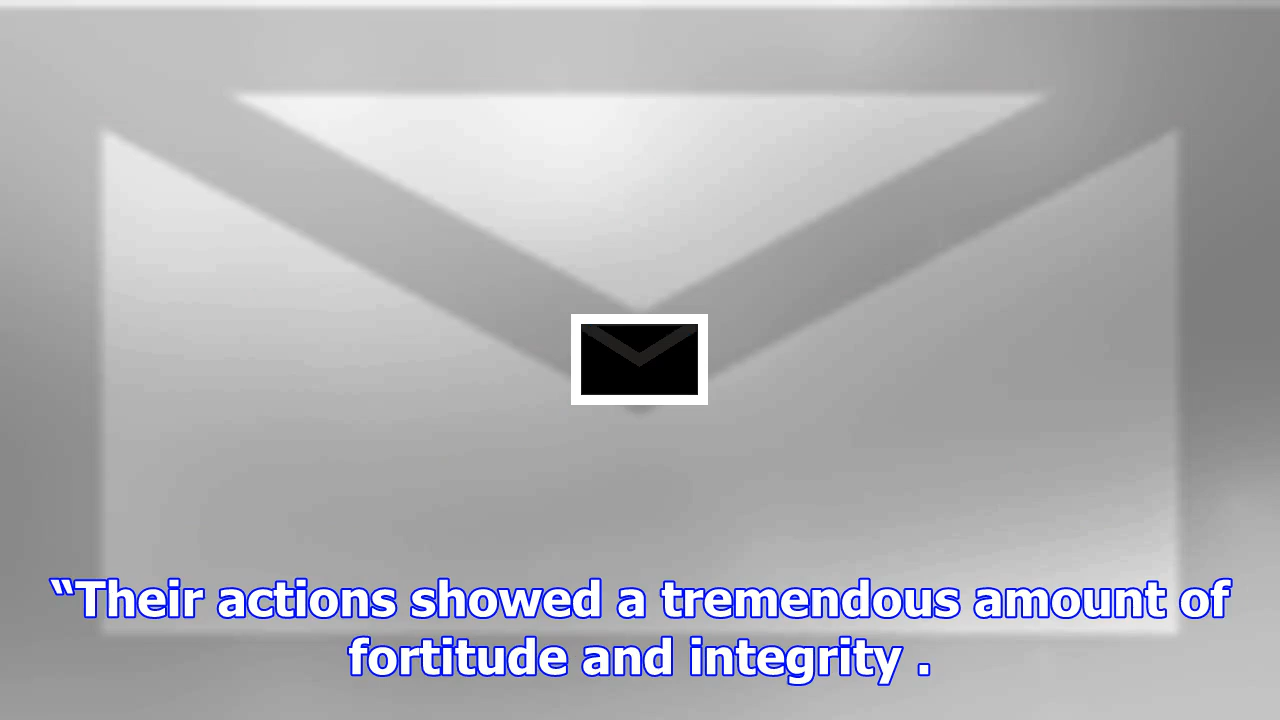 “Their actions showed a tremendous amount of
fortitude and integrity .